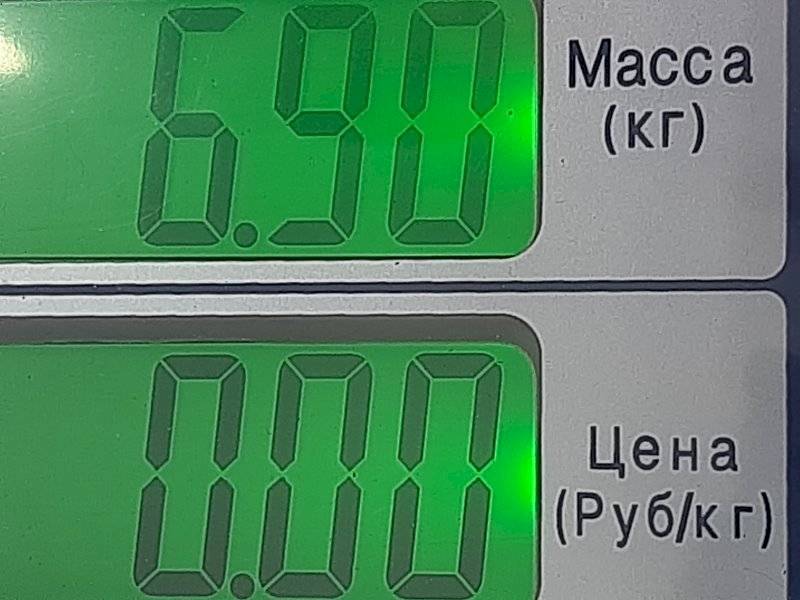 6.90
Масса
(кг)
0.00
Цена
(Руб/кг)